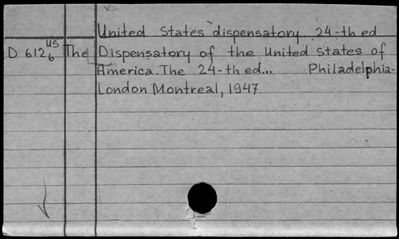 United States dispensatory 24-th ed
D 612 US 6 The Dispensatory of the United States of
America. The 24-th ed... Philadelphia-
London Montreal, 1947